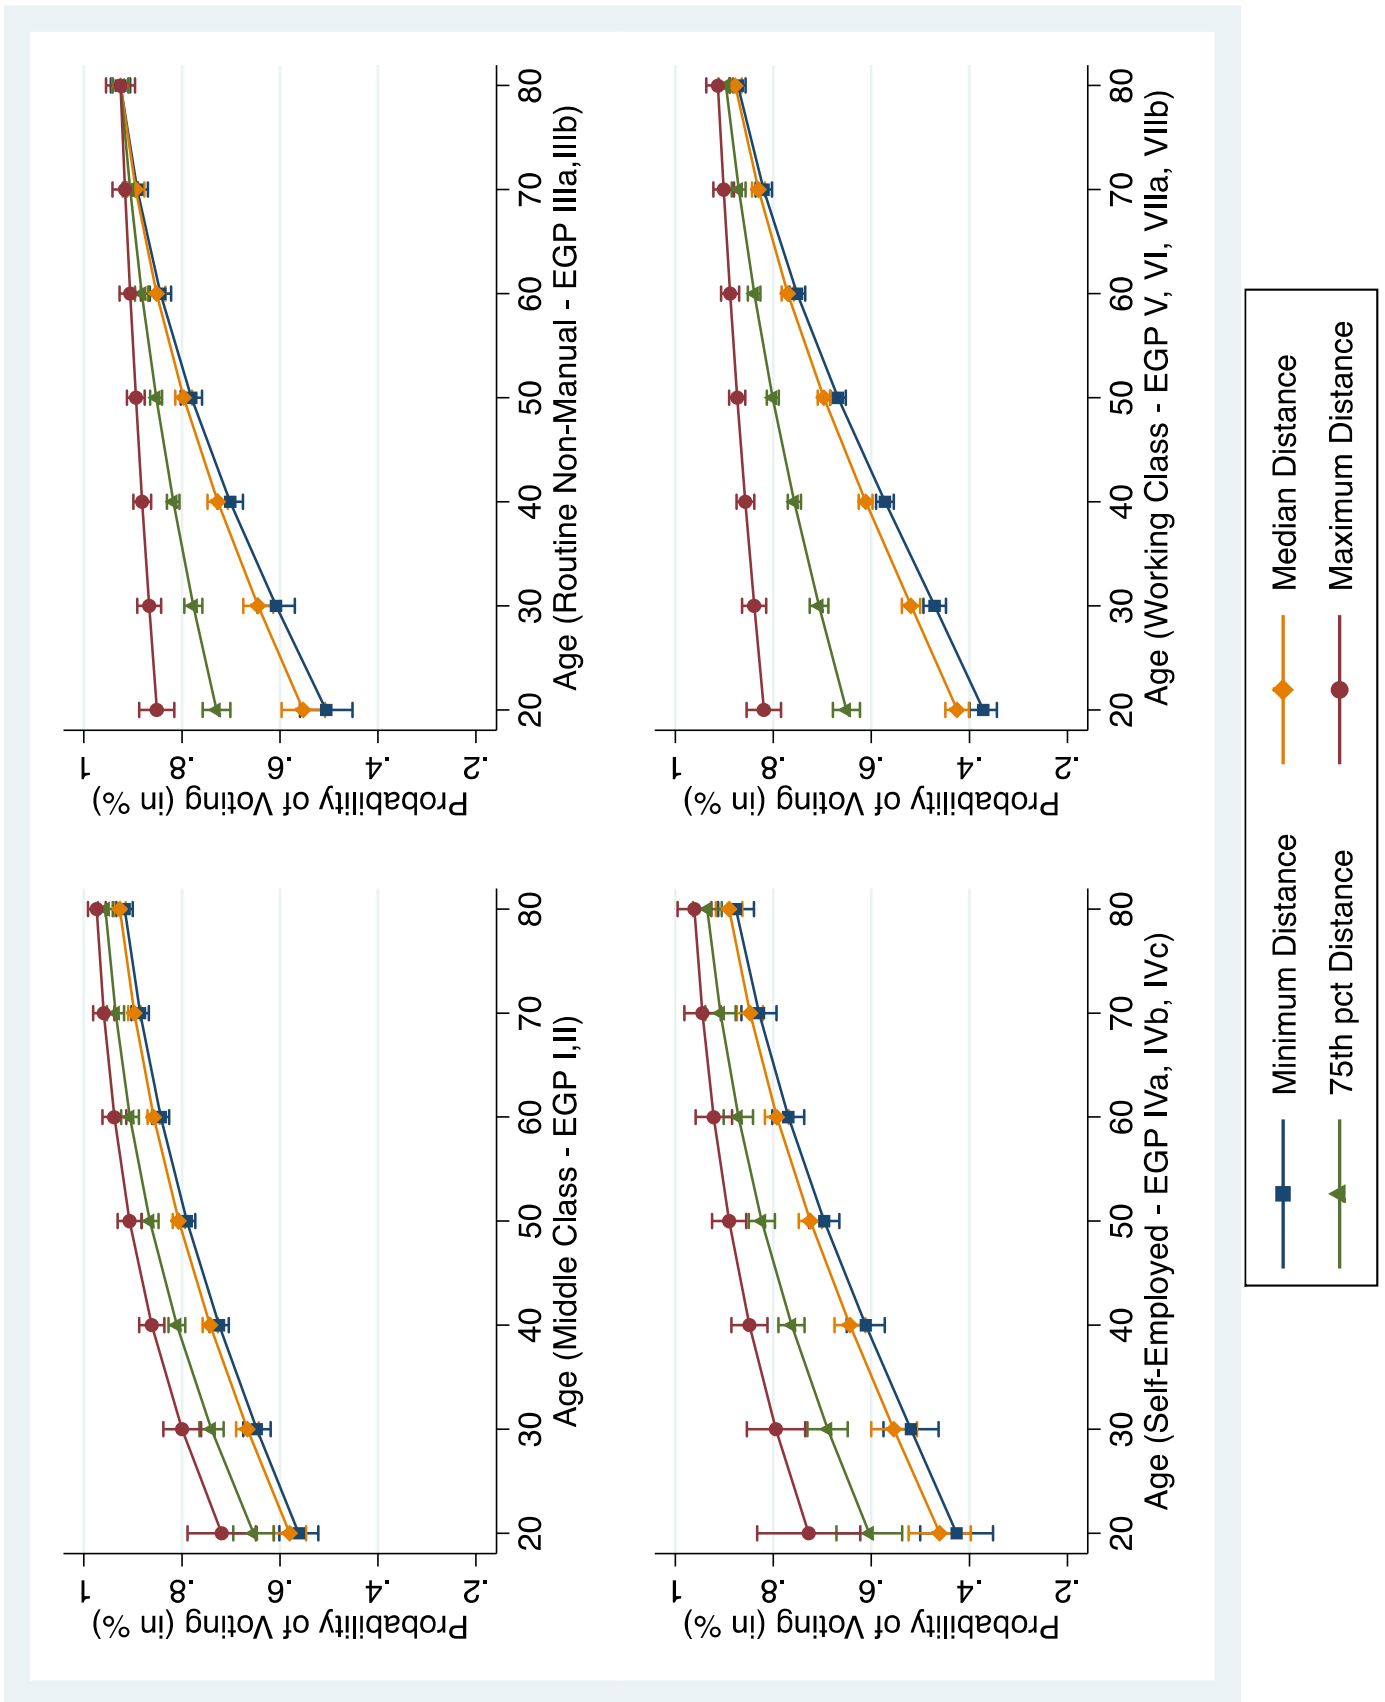 Probability of Voting (in %)
1
.8
.6
.4
.2
20 30 40 50 60 70 80
Age (Middle Class - EGP I,II)
Probability of Voting (in %)
1
.8
.6
.4
.2
20 30 40 50 60 70 80
Age (Routine Non-Manual - EGP IIIa,IIIb)
Probability of Voting (in %)
1
.8
.6
.4
.2
20 30 40 50 60 70 80
Age (Self-Employed - EGP IVa, IVb, IVc)
Probability of Voting (in %)
1
.8
.6
.4
.2
20 30 40 50 60 70 80
Age (Working Class - EGP V, VI, VIIa, VIIb)
Minimum Distance
Median Distance
75th pct Distance
Maximum Distance